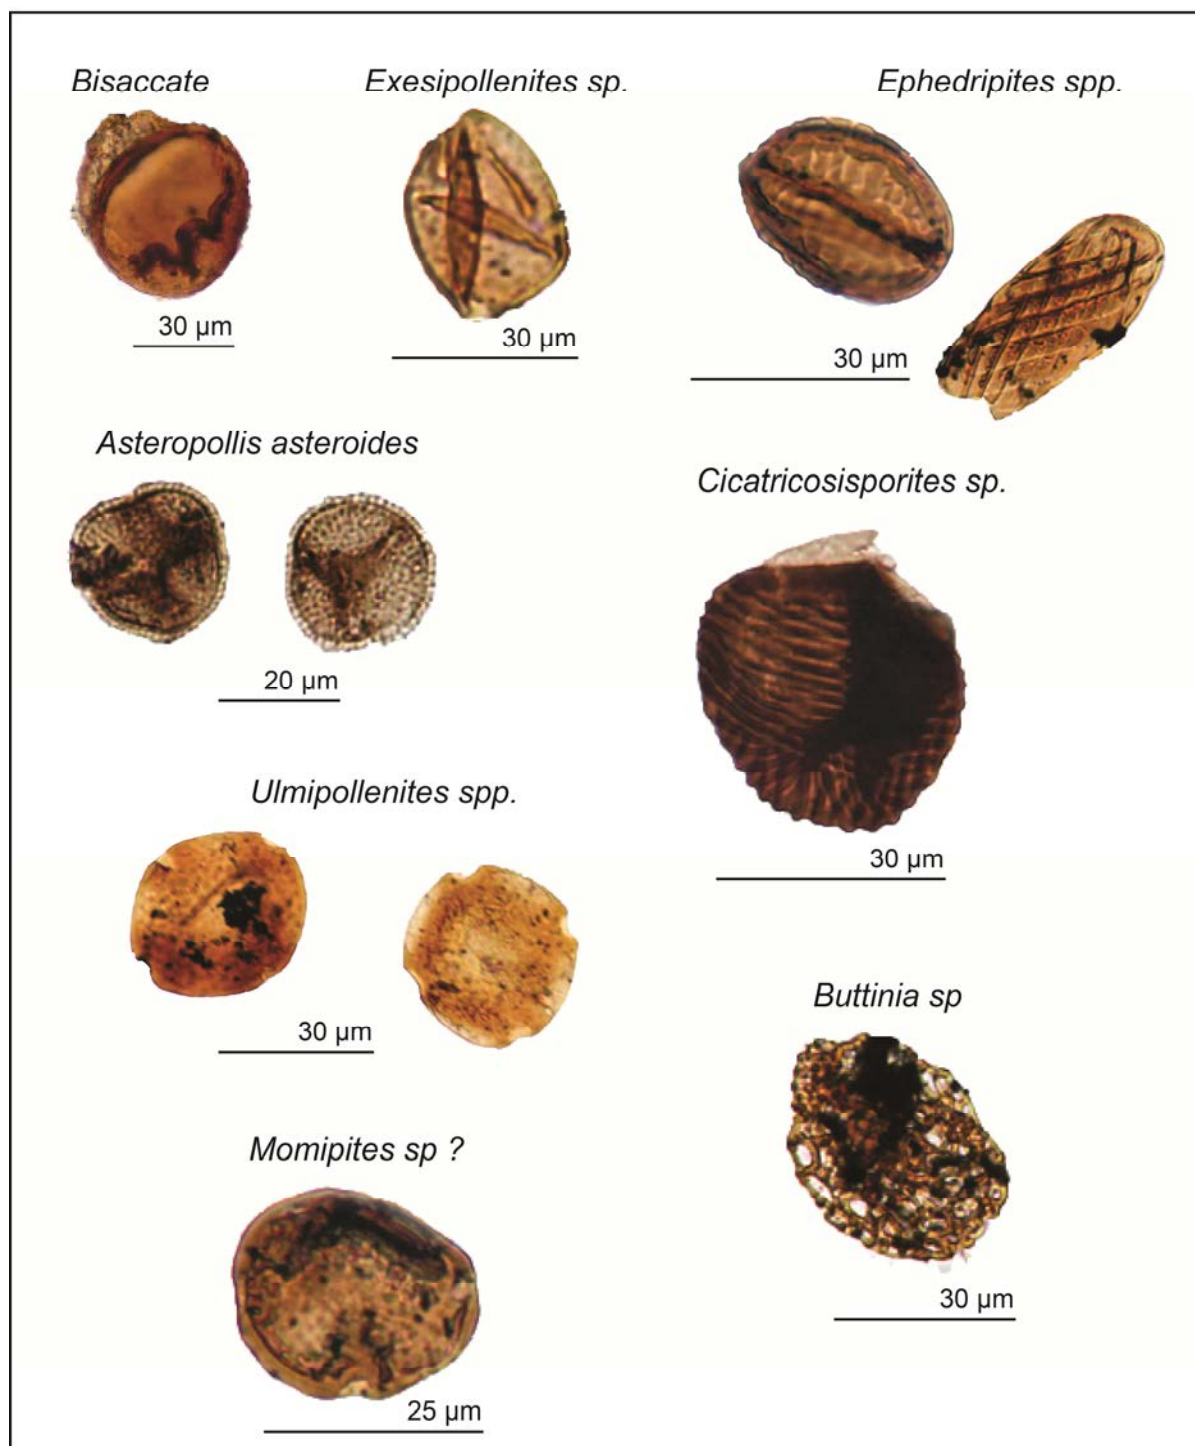 Bisaccate
Exesipollenites sp.
Ephedripites spp.
30 µm
30 µm
30 µm
Asteropollis asteroides
Cicatricosisporites sp.
20 µm
Ulmipollenites spp.
30 µm
Buttinia sp
30 µm
Momipites sp ?
30 µm
25 µm